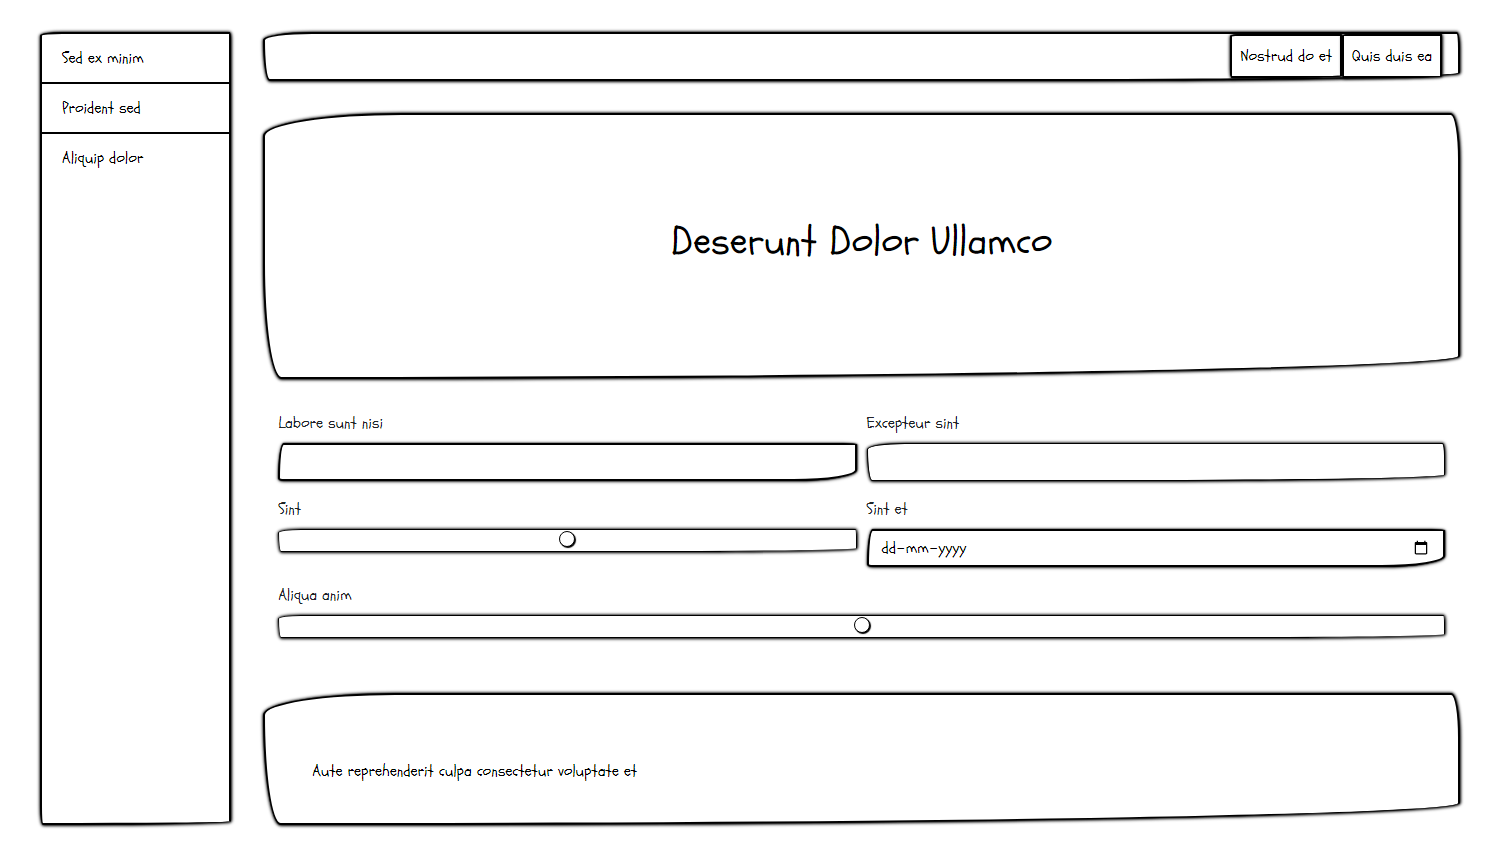 Sed ex minim
Proident sed
Aliquip dolor
Nostrud do et
Quis duis ea
Deserunt Dolor Ullamco
Labore sunt nisi
Excepteur sint
Sint
Sint et
dd-mm-yyyy
Aliqua anim
Aute reprehenderit culpa consectetur voluptate et